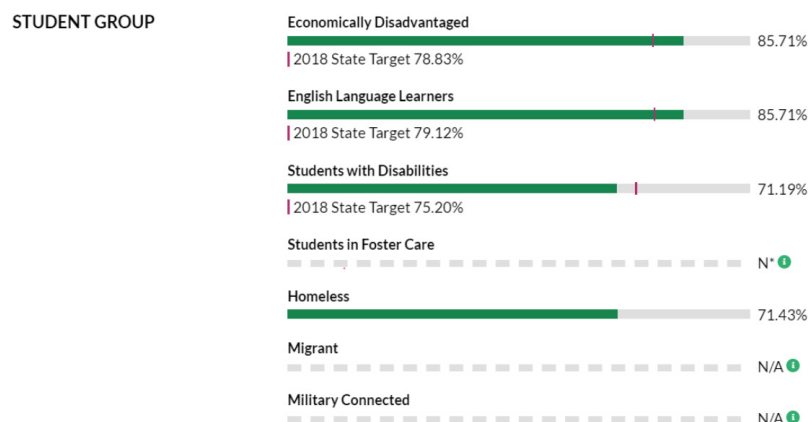 STUDENT GROUP
Economically Disadvantaged
85.71%
2018 State Target 78.83%
English Language Learners
85.71%
2018 State Target 79.12%
Students with Disabilities
71.19%
2018 State Target 75.20%
Students in Foster Care
N* i
Homeless
71.43%
Migrant
N/A i
Military Connected
N/A i